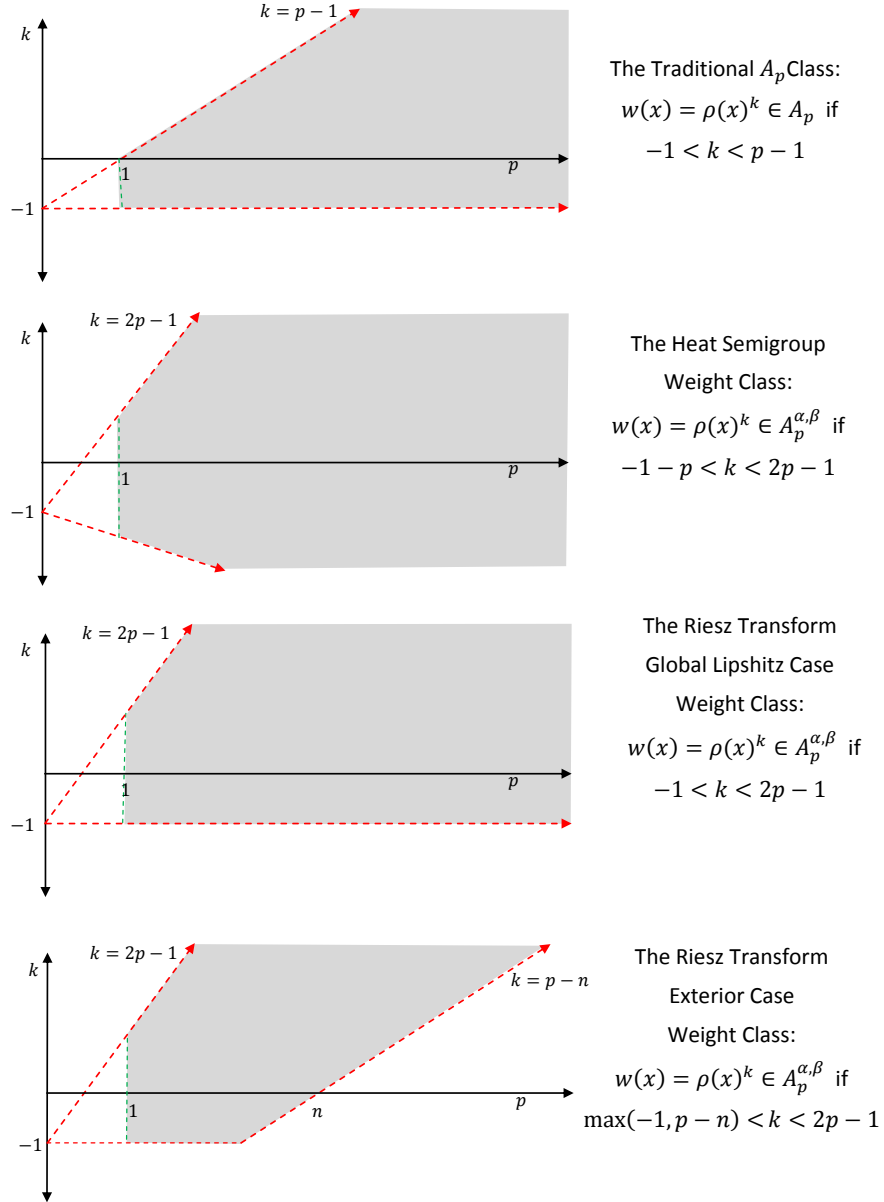 k = p − 1
k
1
p
−1
The Traditional A_p Class:
w(x) = ρ(x)^k ∈ A_p if
−1 < k < p − 1
k = 2p − 1
k
1
p
−1
The Heat Semigroup
Weight Class:
w(x) = ρ(x)^k ∈ A_p^{α,β} if
−1 − p < k < 2p − 1
k = 2p − 1
k
1
p
−1
The Riesz Transform
Global Lipshitz Case
Weight Class:
w(x) = ρ(x)^k ∈ A_p^{α,β} if
−1 < k < 2p − 1
k = 2p − 1
k
k = p − n
1
n
p
−1
The Riesz Transform
Exterior Case
Weight Class:
w(x) = ρ(x)^k ∈ A_p^{α,β} if
max(−1, p − n) < k < 2p − 1